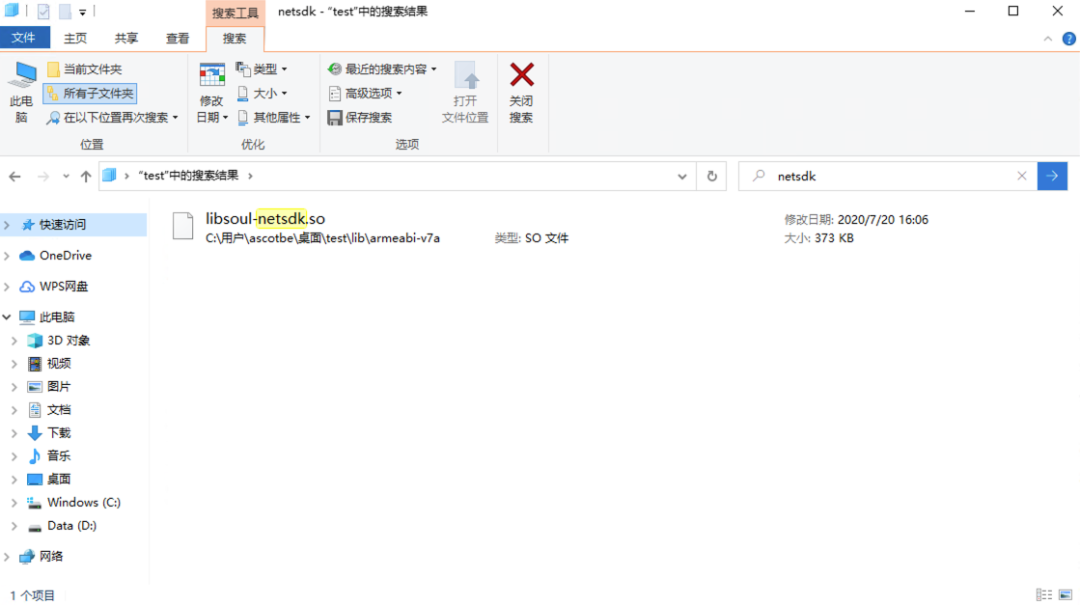 搜索工具 netsdk - “test”中的搜索结果
文件 主页 共享 查看 搜索
此电脑
当前文件夹
所有子文件夹
在以下位置再次搜索
位置
修改日期
类型
大小
其他属性
优化
最近的搜索内容
高级选项
保存搜索
选项
打开
文件位置
关闭
搜索
“test”中的搜索结果
netsdk
快速访问
OneDrive
WPS网盘
此电脑
3D 对象
视频
图片
文档
下载
音乐
桌面
Windows (C:)
Data (D:)
网络
libsoul-netsdk.so
C:\用户\ascotbe\桌面\test\lib\armeabi-v7a
类型: SO 文件
修改日期: 2020/7/20 16:06
大小: 373 KB
1 个项目